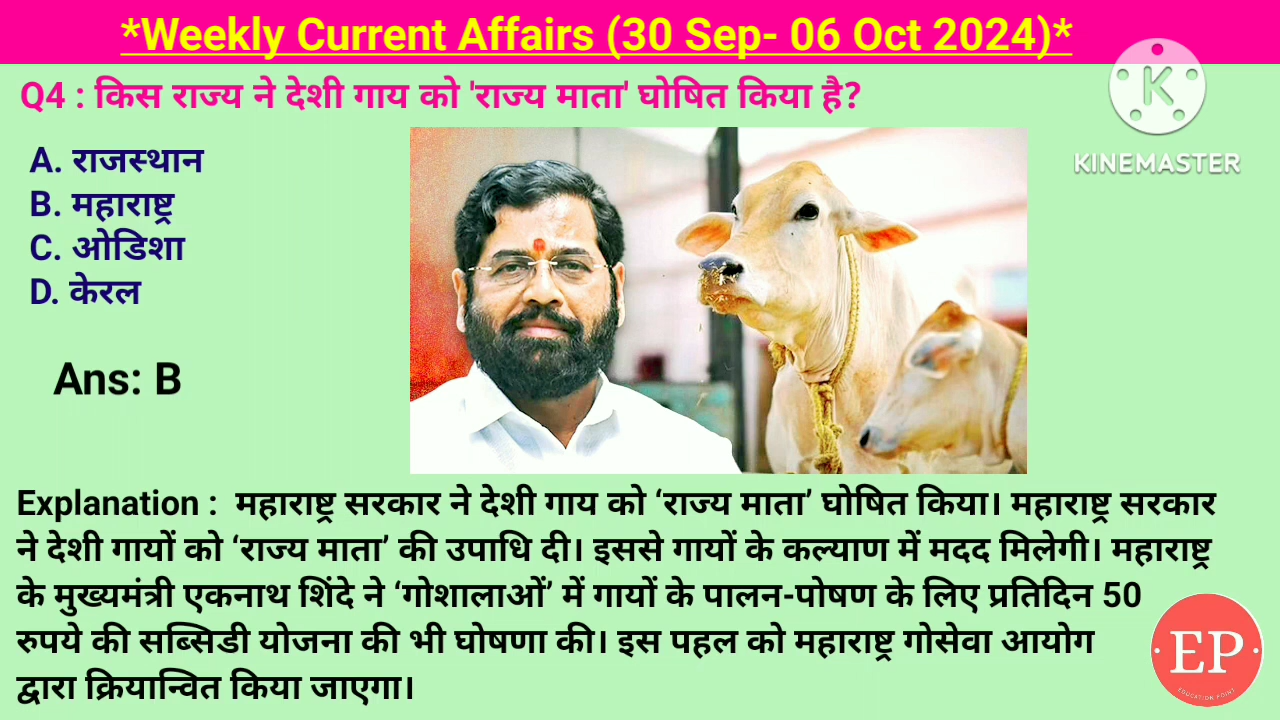 *Weekly Current Affairs (30 Sep- 06 Oct 2024)*
Q4 : किस राज्य ने देशी गाय को 'राज्य माता' घोषित किया है?
A. राजस्थान
B. महाराष्ट्र
C. ओडिशा
D. केरल
Ans: B
K
KINEMASTER
Explanation : महाराष्ट्र सरकार ने देशी गाय को ‘राज्य माता’ घोषित किया। महाराष्ट्र सरकार
ने देशी गायों को ‘राज्य माता’ की उपाधि दी। इससे गायों के कल्याण में मदद मिलेगी। महाराष्ट्र
के मुख्यमंत्री एकनाथ शिंदे ने ‘गोशालाओं’ में गायों के पालन-पोषण के लिए प्रतिदिन 50
रुपये की सब्सिडी योजना की भी घोषणा की। इस पहल को महाराष्ट्र गोसेवा आयोग
द्वारा क्रियान्वित किया जाएगा।
EP
EDUCATION POINT